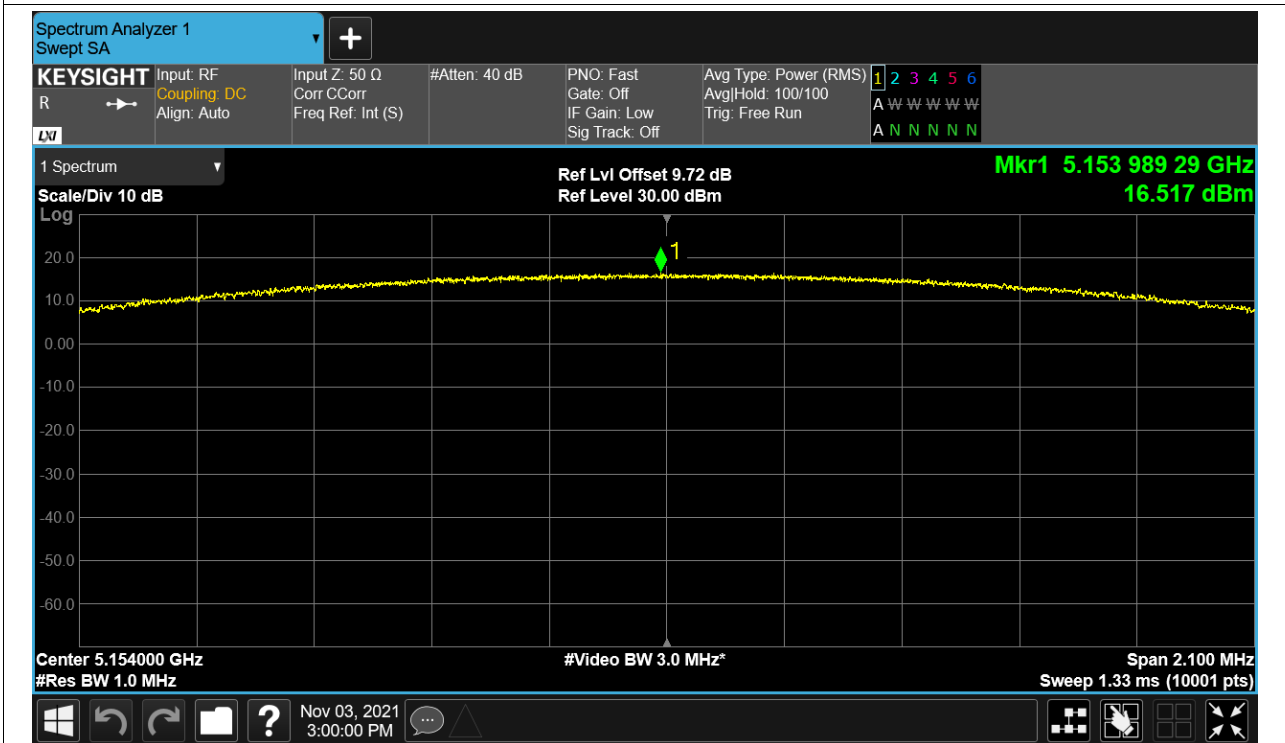 Spectrum Analyzer 1
Swept SA
+
KEYSIGHT
R
LXI
Input: RF
Coupling: DC
Align: Auto
Input Z: 50 Ω
Corr CCorr
Freq Ref: Int (S)
#Atten: 40 dB
PNO: Fast
Gate: Off
IF Gain: Low
Sig Track: Off
Avg Type: Power (RMS)
Avg|Hold: 100/100
Trig: Free Run
1 2 3 4 5 6
A W W W W W
A N N N N N
1 Spectrum
Scale/Div 10 dB
Ref Lvl Offset 9.72 dB
Ref Level 30.00 dBm
Mkr1 5.153 989 29 GHz
16.517 dBm
Log
1
20.0
10.0
0.00
-10.0
-20.0
-30.0
-40.0
-50.0
-60.0
Center 5.154000 GHz
#Res BW 1.0 MHz
#Video BW 3.0 MHz*
Span 2.100 MHz
Sweep 1.33 ms (10001 pts)
?
Nov 03, 2021
3:00:00 PM